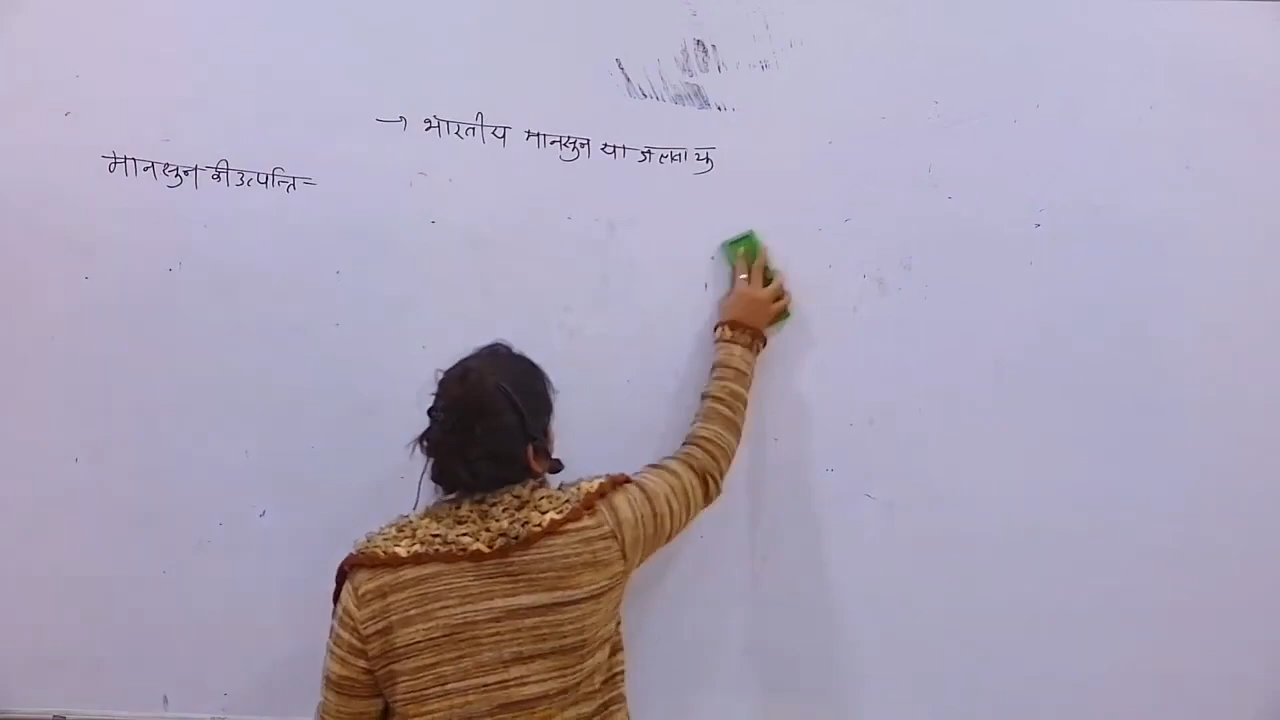 → भारतीय मानसुन या जलवायु
मानसुन की उत्पत्ति -